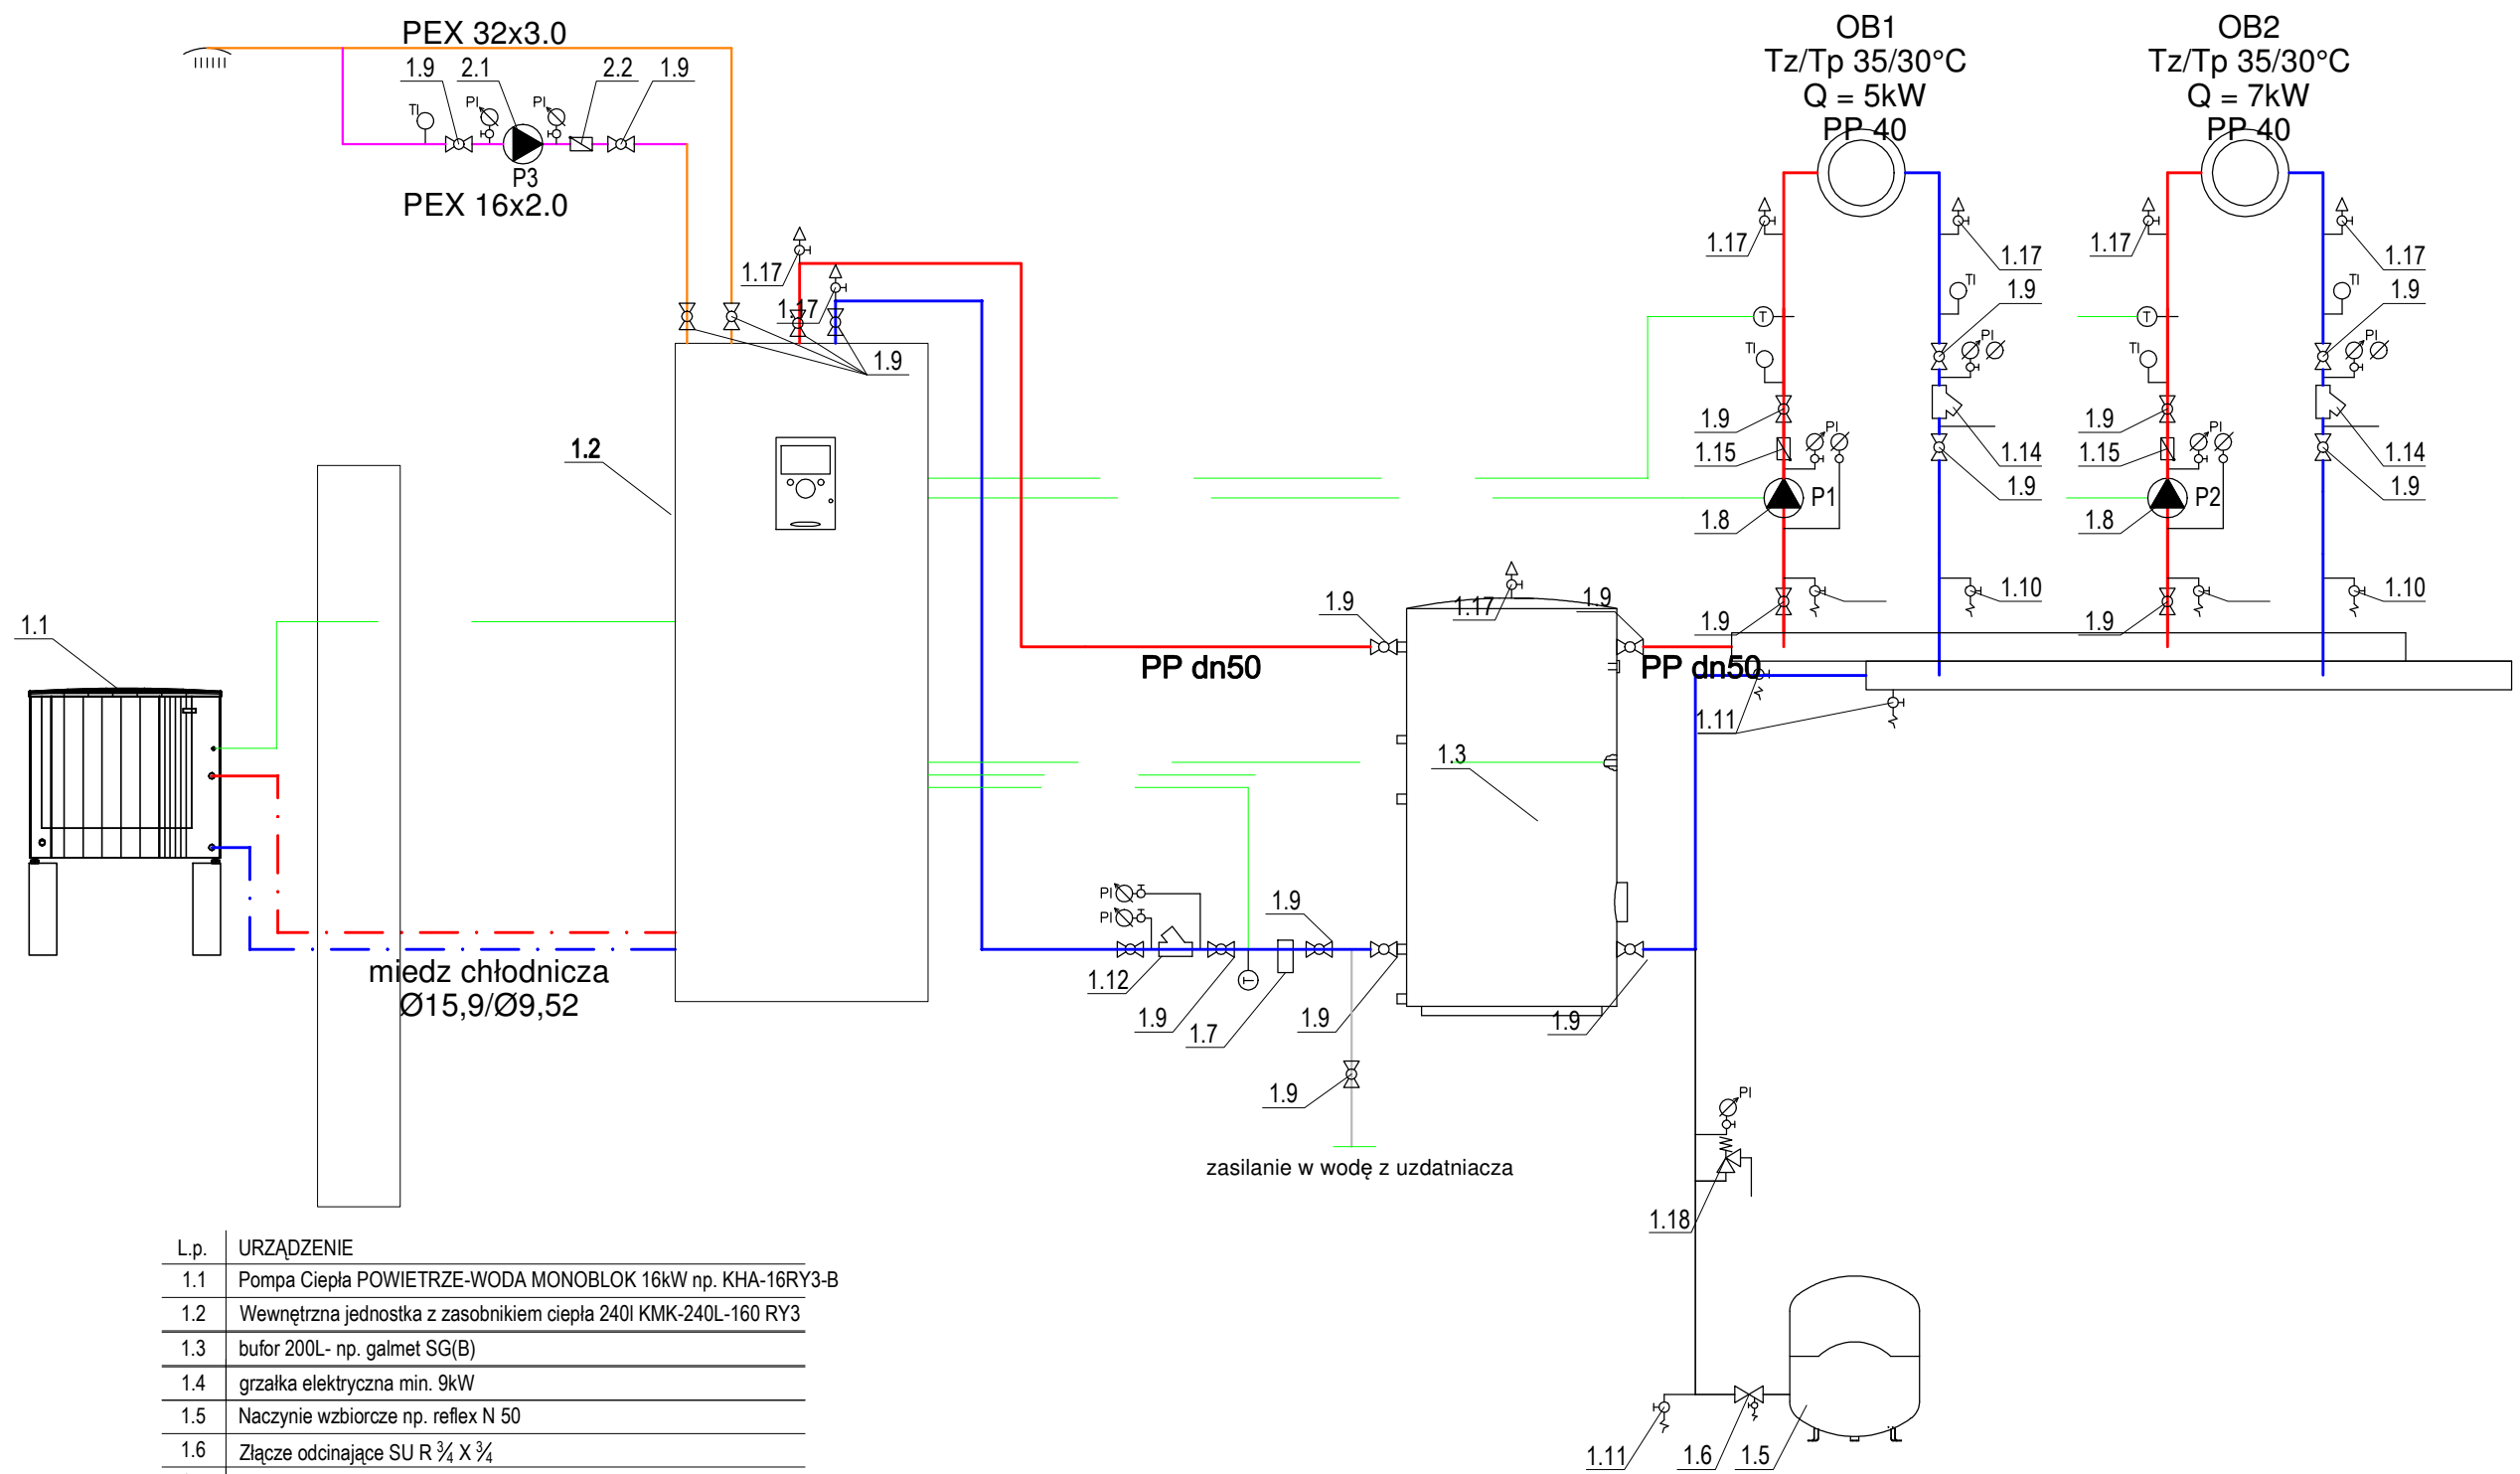 PEX 32x3.0
1.9
2.1
2.2
1.9
TI
PI
PI
P3
PEX 16x2.0
OB1
Tz/Tp 35/30°C
Q = 5kW
PP 40
OB2
Tz/Tp 35/30°C
Q = 7kW
PP 40
1.17
1.17
1.17
1.17
1.17
1.17
TI
1.9
TI
1.9
T
T
TI
PI
TI
PI
1.9
1.9
1.9
1.15
PI
1.14
1.15
PI
1.14
1.2
1.9
1.9
P1
P2
1.8
1.8
1.9
1.17
1.9
1.10
1.10
1.9
1.9
1.1
PP dn50
PP dn50
1.11
1.3
PI
PI
1.9
miedz chłodnicza
Ø15,9/Ø9,52
1.12
T
1.9
1.7
1.9
1.9
1.9
PI
zasilanie w wodę z uzdatniacza
1.18
1.11
1.6
1.5
L.p. URZĄDZENIE
1.1 Pompa Ciepła POWIETRZE-WODA MONOBLOK 16kW np. KHA-16RY3-B
1.2 Wewnętrzna jednostka z zasobnikiem ciepła 240l KMK-240L-160 RY3
1.3 bufor 200L- np. galmet SG(B)
1.4 grzałka elektryczna min. 9kW
1.5 Naczynie wzbiorcze np. reflex N 50
1.6 Złącze odcinające SU R ¾ X ¾